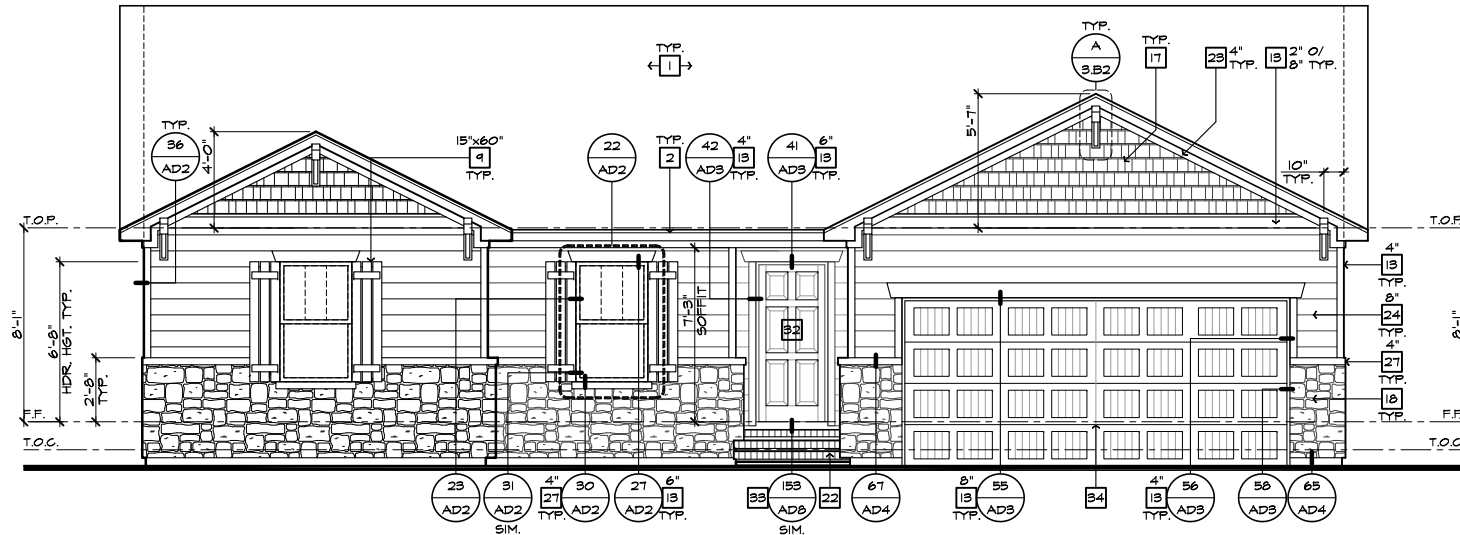 TYP.
1
TYP.
A
3.B2
17
TYP.
23 4"
TYP.
13 2" O/
8" TYP.
TYP.
36
AD2
4'-0"
15"x60"
9
TYP.
22
AD2
TYP.
2
42
AD3
4"
13
TYP.
41
AD3
6"
13
TYP.
5'-7"
10"
TYP.
T.O.P.
T.O.P.
8'-1"
6'-8"
HDR. HGT. TYP.
2'-8"
TYP.
7'-3"
SOFFIT
32
4"
13
TYP.
8"
24
TYP.
4"
27
TYP.
18
TYP.
8'-1"
F.F.
F.F.
T.O.C.
T.O.C.
23
AD2
31
AD2
SIM.
4"
27
TYP.
30
AD2
27
AD2
6"
13
TYP.
33
153
AD8
SIM.
22
67
AD4
8"
13
TYP.
55
AD3
34
4"
13
TYP.
56
AD3
58
AD3
65
AD4